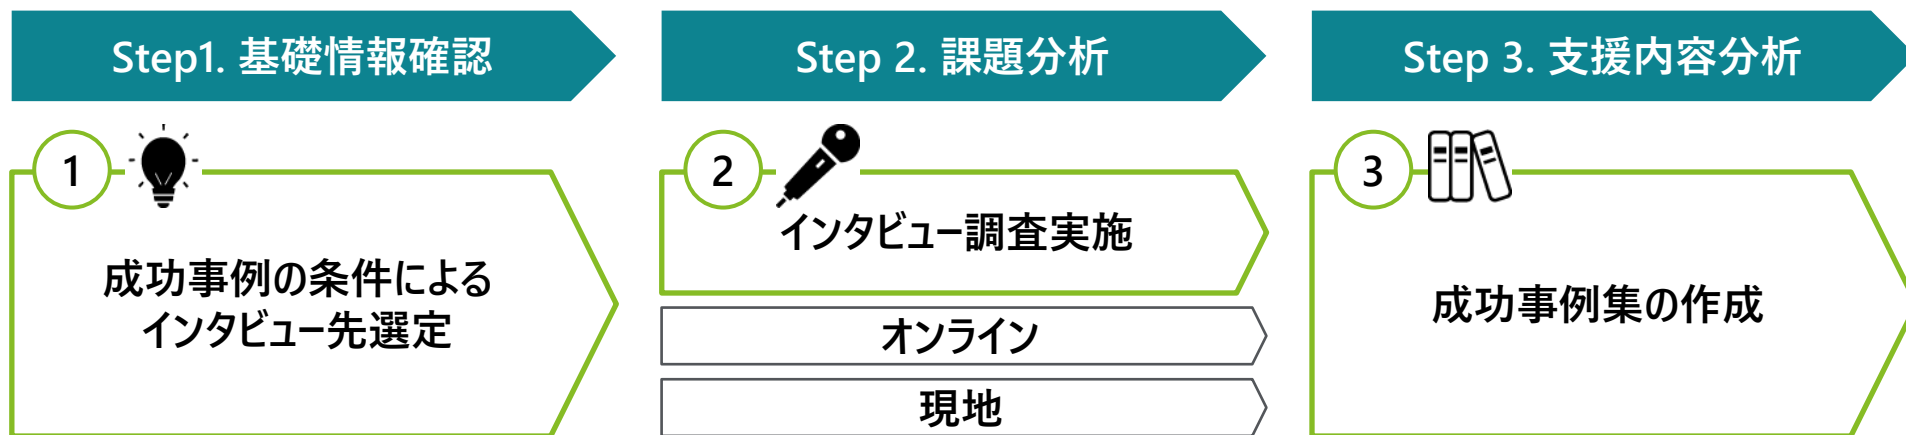 Step1. 基礎情報確認
Step 2. 課題分析
Step 3. 支援内容分析
1
成功事例の条件による
インタビュー先選定
2
インタビュー調査実施
オンライン
現地
3
成功事例集の作成